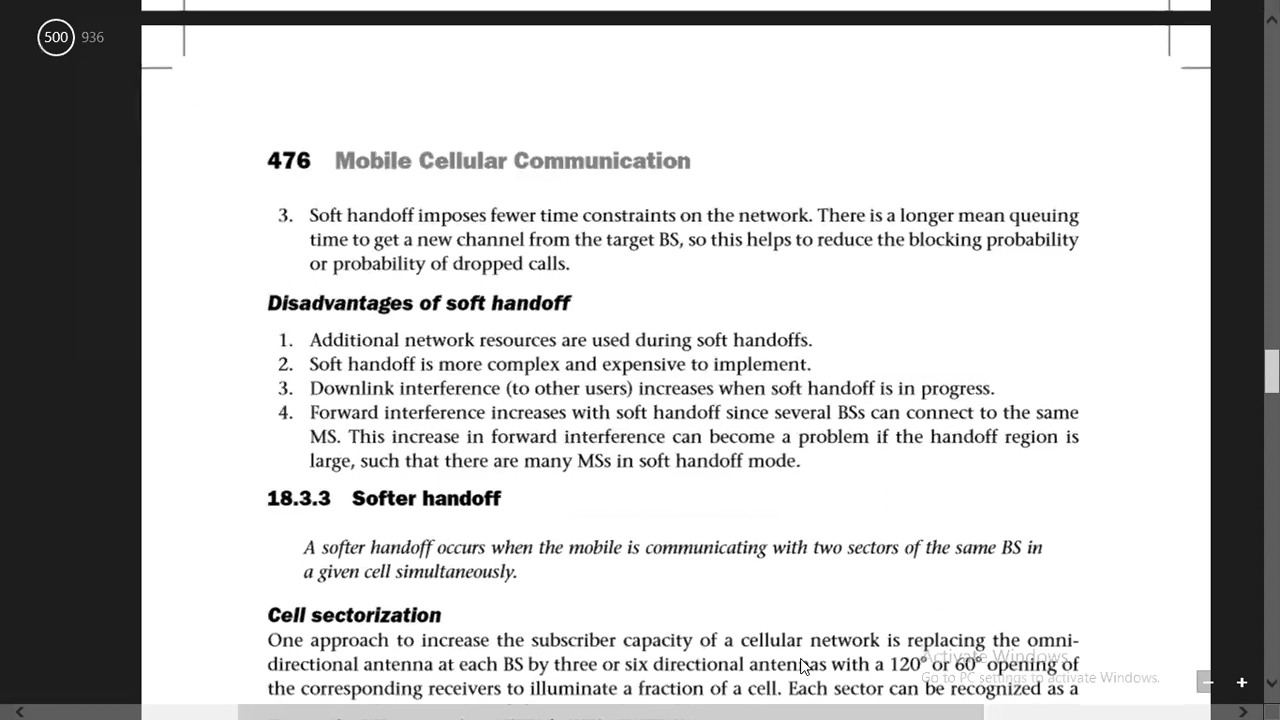 500 936
476 Mobile Cellular Communication
3. Soft handoff imposes fewer time constraints on the network. There is a longer mean queuing
time to get a new channel from the target BS, so this helps to reduce the blocking probability
or probability of dropped calls.
Disadvantages of soft handoff
1. Additional network resources are used during soft handoffs.
2. Soft handoff is more complex and expensive to implement.
3. Downlink interference (to other users) increases when soft handoff is in progress.
4. Forward interference increases with soft handoff since several BSs can connect to the same
MS. This increase in forward interference can become a problem if the handoff region is
large, such that there are many MSs in soft handoff mode.
18.3.3 Softer handoff
A softer handoff occurs when the mobile is communicating with two sectors of the same BS in
a given cell simultaneously.
Cell sectorization
One approach to increase the subscriber capacity of a cellular network is replacing the omni-
directional antenna at each BS by three or six directional antennas with a 120° or 60° opening of
the corresponding receivers to illuminate a fraction of a cell. Each sector can be recognized as a
Activate Windows
Go to PC settings to activate Windows.